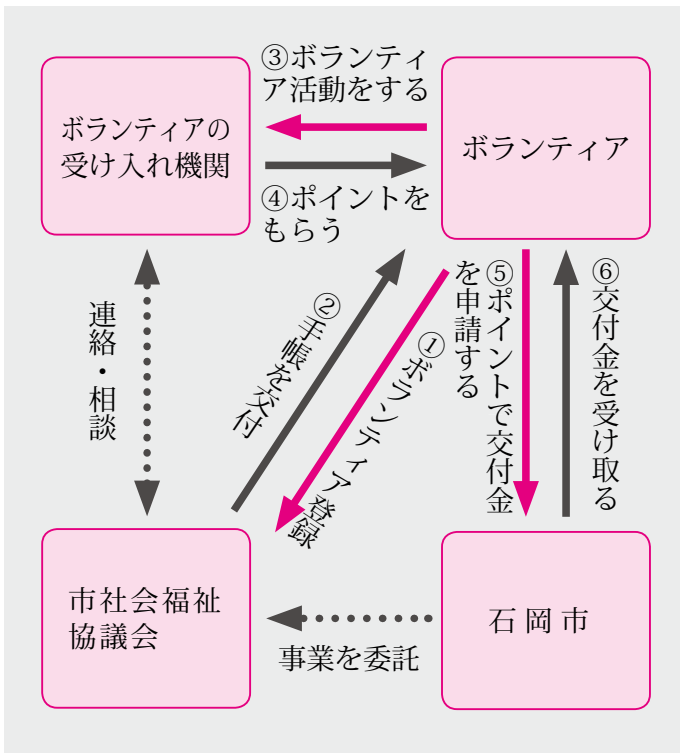 ③ボランティ
ア活動をする
ボランティアの
受け入れ機関
ボランティア
④ポイントを
もらう
連絡・相談
②手帳を交付
①ボランティア登録
⑤ポイントで交付金
を申請する
⑥交付金を受け取る
市社会福祉
協議会
石岡市
事業を委託